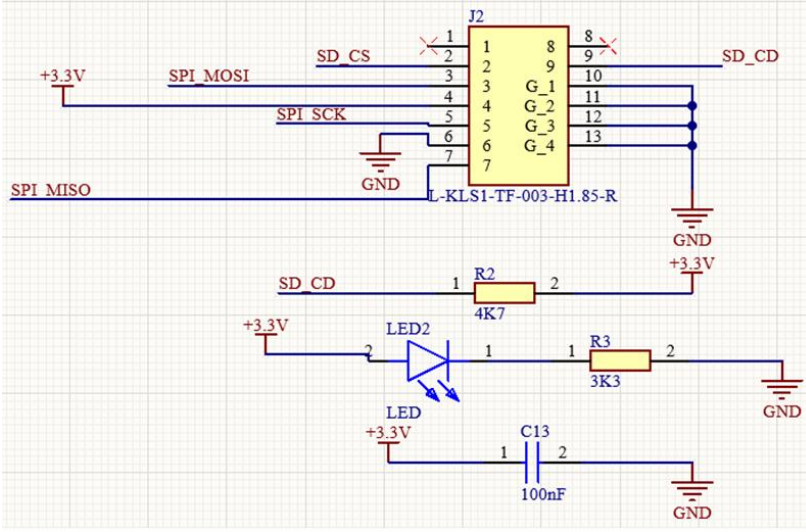 J2
1 1 8 8
SD_CS 2 2 9 9 SD_CD
+3.3V SPI_MOSI 3 3 G_1 10
4 4 G_2 11
SPI_SCK 5 5 G_3 12
6 6 G_4 13
7 7
GND
SPI_MISO L-KLS1-TF-003-H1.85-R
GND
SD_CD 1 R2 2 +3.3V
4K7
+3.3V LED2
2 1 1 R3 2
3K3
GND
LED
+3.3V C13
1 2
100nF
GND